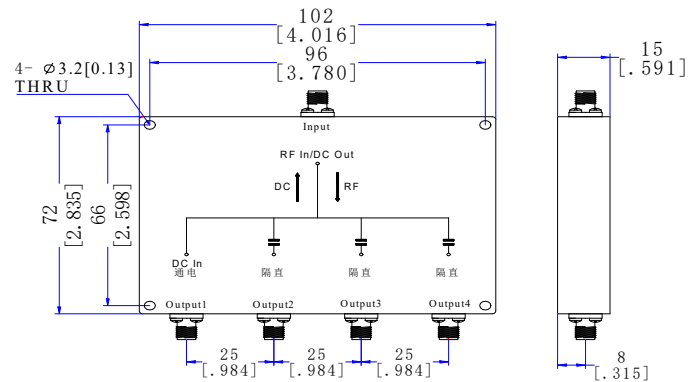 102
[4.016]
96
[3.780]
15
[.591]
4- ⌀3.2[0.13]
THRU
Input
RF In/DC Out
DC
RF
72
[2.835]
66
[2.598]
DC In
通电
隔直
隔直
隔直
Output1
Output2
Output3
Output4
25
[.984]
25
[.984]
25
[.984]
8
[.315]